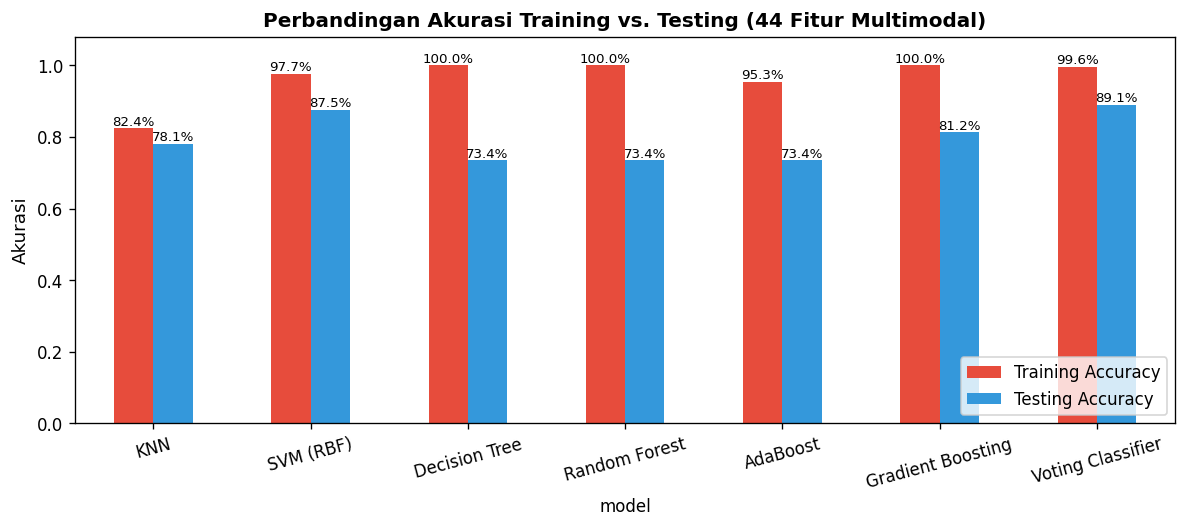 Perbandingan Akurasi Training vs. Testing (44 Fitur Multimodal)
Akurasi
1.0
0.8
0.6
0.4
0.2
0.0
82.4%
78.1%
97.7%
87.5%
100.0%
73.4%
100.0%
73.4%
95.3%
73.4%
100.0%
81.2%
99.6%
89.1%
Training Accuracy
Testing Accuracy
KNN
SVM (RBF)
Decision Tree
Random Forest
AdaBoost
Gradient Boosting
Voting Classifier
model